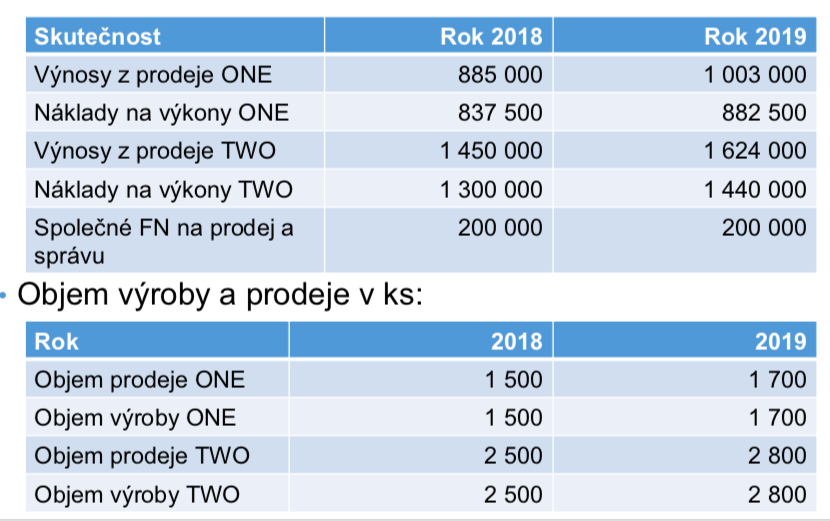 Skutečnost Rok 2018 Rok 2019
Výnosy z prodeje ONE 885 000 1 003 000
Náklady na výkony ONE 837 500 882 500
Výnosy z prodeje TWO 1 450 000 1 624 000
Náklady na výkony TWO 1 300 000 1 440 000
Společné FN na prodej a 200 000 200 000
správu
• Objem výroby a prodeje v ks:
Rok 2018 2019
Objem prodeje ONE 1 500 1 700
Objem výroby ONE 1 500 1 700
Objem prodeje TWO 2 500 2 800
Objem výroby TWO 2 500 2 800